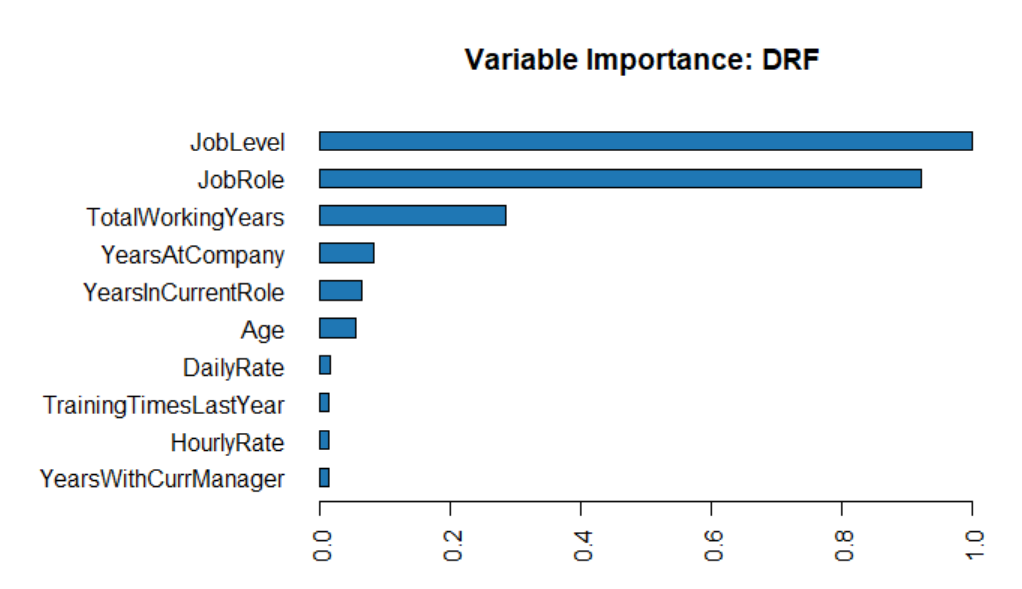 Variable Importance: DRF
JobLevel
JobRole
TotalWorkingYears
YearsAtCompany
YearsInCurrentRole
Age
DailyRate
TrainingTimesLastYear
HourlyRate
YearsWithCurrManager
0.0 0.2 0.4 0.6 0.8 1.0